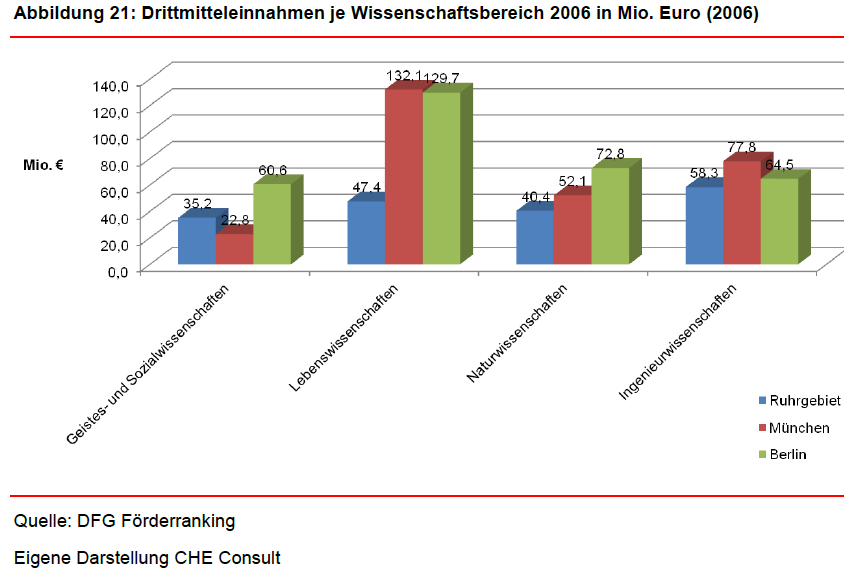 Abbildung 21: Drittmitteleinnahmen je Wissenschaftsbereich 2006 in Mio. Euro (2006)
140,0
120,0
100,0
80,0
60,0
40,0
20,0
0,0
Mio. €
35,2
22,8
60,6
47,4
132,1
129,7
40,4
52,1
72,8
58,3
77,8
64,5
Geistes- und Sozialwissenschaften
Lebenswissenschaften
Naturwissenschaften
Ingenieurwissenschaften
Ruhrgebiet
München
Berlin
Quelle: DFG Förderranking
Eigene Darstellung CHE Consult